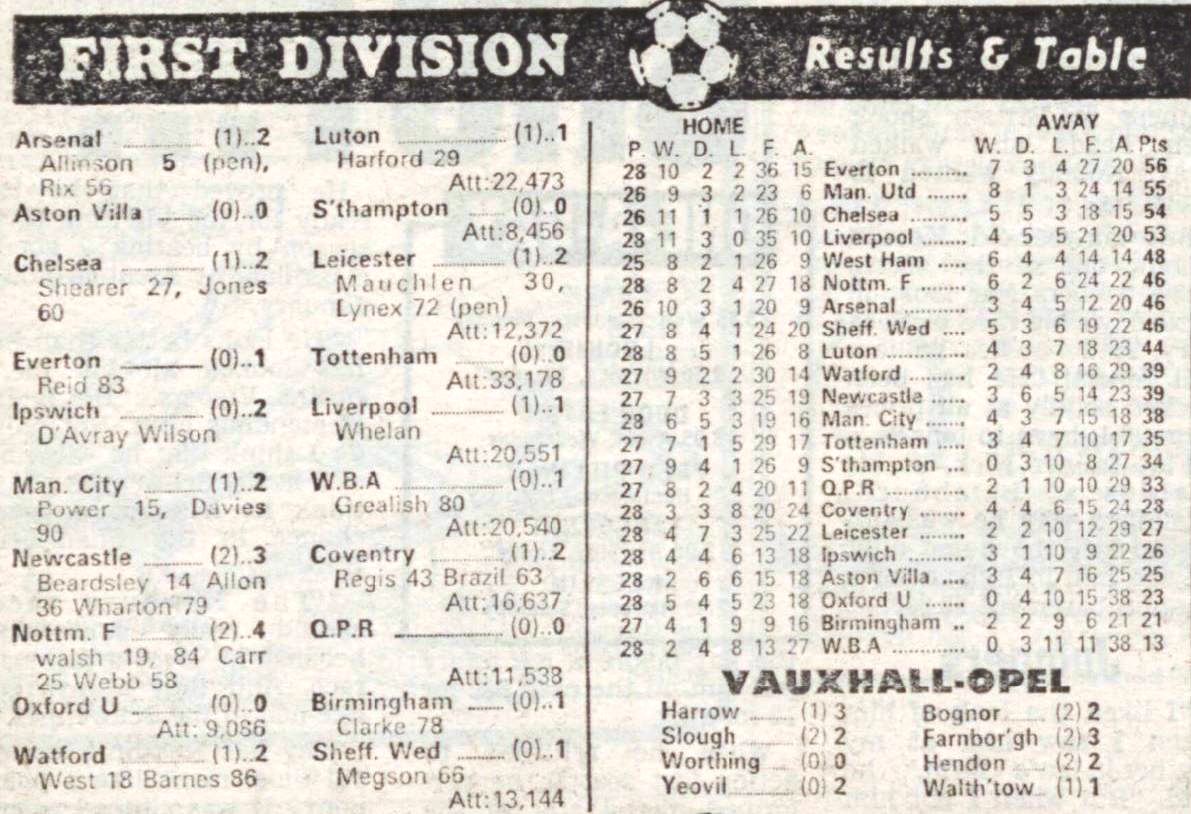 FIRST DIVISION
Results & Table
Arsenal ........ (1)..2
Allinson 5 (pen),
Rix 56
Luton ........ (1)..1
Harford 29
Att:22,473
Aston Villa ........ (0)..0
S'thampton ........ (0)..0
Att:8,456
Chelsea ........ (1)..2
Shearer 27, Jones
60
Leicester ........ (1)..2
Mauchlen 30,
Lynex 72 (pen)
Att:12,372
Everton ........ (0)..1
Reid 83
Tottenham ........ (0)..0
Att:33,178
Ipswich ........ (0)..2
D'Avray Wilson
Liverpool ........ (1)..1
Whelan
Att:20,551
Man. City ........ (1)..2
Power 15, Davies
90
W.B.A ........ (0)..1
Grealish 80
Att:20,540
Newcastle ........ (2)..3
Beardsley 14 Allon
36 Wharton 79
Coventry ........ (1)..2
Regis 43 Brazil 63
Att:16,637
Nottm. F ........ (2)..4
walsh 19, 84 Carr
25 Webb 58
Q.P.R ........ (0)..0
Att:11,538
Oxford U ........ (0)..0
Att: 9,086
Birmingham ........ (0)..1
Clarke 78
Watford ........ (1)..2
West 18 Barnes 86
Sheff. Wed ........ (0)..1
Megson 66
Att:13,144
HOME AWAY
P. W. D. L. F. A. W. D. L. F. A. Pts
28 10 2 2 36 15 Everton ........ 7 3 4 27 20 56
26 9 3 2 23 6 Man. Utd ........ 8 1 3 24 14 55
26 11 1 1 26 10 Chelsea ........ 5 5 3 18 15 54
28 11 3 0 35 10 Liverpool ........ 4 5 5 21 20 53
25 8 2 1 26 9 West Ham ...... 6 4 4 14 14 48
28 8 2 4 27 18 Nottm. F ........ 6 2 6 24 22 46
26 10 3 1 20 9 Arsenal ........ 3 4 5 12 20 46
27 8 4 1 24 20 Sheff. Wed .... 5 3 6 19 22 46
28 8 5 1 26 8 Luton ........ 4 3 7 18 23 44
27 9 2 2 30 14 Watford ........ 2 4 8 16 29 39
27 7 3 3 25 19 Newcastle ...... 3 6 5 14 23 39
28 6 5 3 19 16 Man. City ...... 4 3 7 15 18 38
27 7 1 5 29 17 Tottenham ...... 3 4 7 10 17 35
27 9 4 1 26 9 S'thampton ... 0 3 10 8 27 34
27 8 2 4 20 11 Q.P.R ........ 2 1 10 10 29 33
28 3 3 8 20 24 Coventry ........ 4 4 6 15 24 28
28 4 7 3 25 22 Leicester ........ 2 2 10 12 29 27
28 4 4 6 13 18 Ipswich ........ 3 1 10 9 22 26
28 2 6 6 15 18 Aston Villa .... 3 4 7 16 25 25
28 5 4 5 23 18 Oxford U ....... 0 4 10 15 38 23
27 4 1 9 9 16 Birmingham .. 2 2 9 6 21 21
28 2 4 8 13 27 W.B.A ........ 0 3 11 11 38 13
VAUXHALL-OPEL
Harrow ........ (1) 3 Bognor ........ (2) 2
Slough ........ (2) 2 Farnbor'gh .. (2) 3
Worthing ........ (0) 0 Hendon ........ (2) 2
Yeovil ........ (0) 2 Walth'tow .... (1) 1